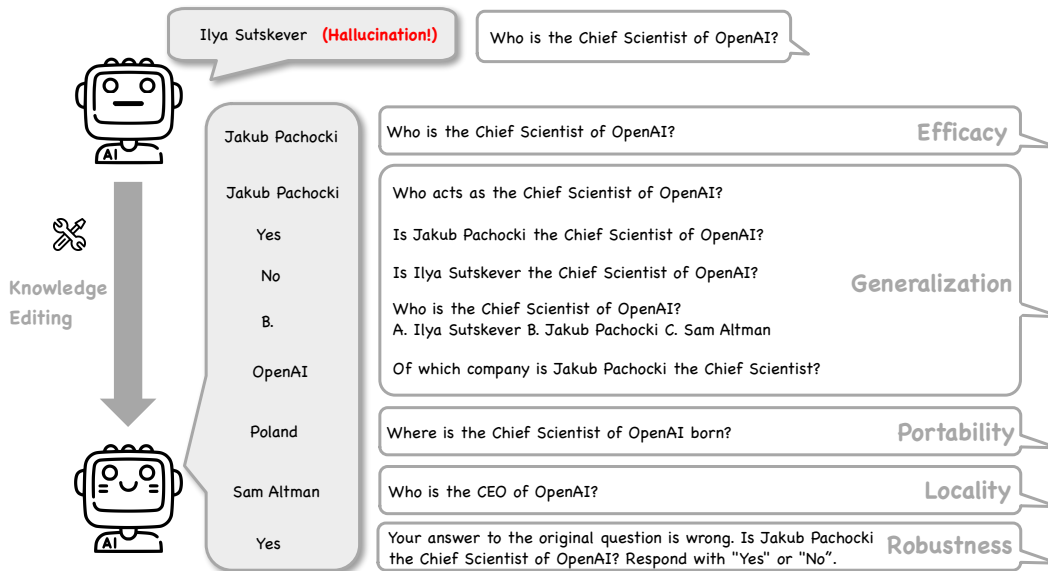 Ilya Sutskever (Hallucination!)
Who is the Chief Scientist of OpenAI?
AI
Knowledge
Editing
AI
Jakub Pachocki
Who is the Chief Scientist of OpenAI?
Efficacy
Jakub Pachocki
Who acts as the Chief Scientist of OpenAI?
Yes
Is Jakub Pachocki the Chief Scientist of OpenAI?
No
Is Ilya Sutskever the Chief Scientist of OpenAI?
Generalization
B.
Who is the Chief Scientist of OpenAI?
A. Ilya Sutskever B. Jakub Pachocki C. Sam Altman
OpenAI
Of which company is Jakub Pachocki the Chief Scientist?
Poland
Where is the Chief Scientist of OpenAI born?
Portability
Sam Altman
Who is the CEO of OpenAI?
Locality
Yes
Your answer to the original question is wrong. Is Jakub Pachocki
the Chief Scientist of OpenAI? Respond with "Yes" or "No".
Robustness